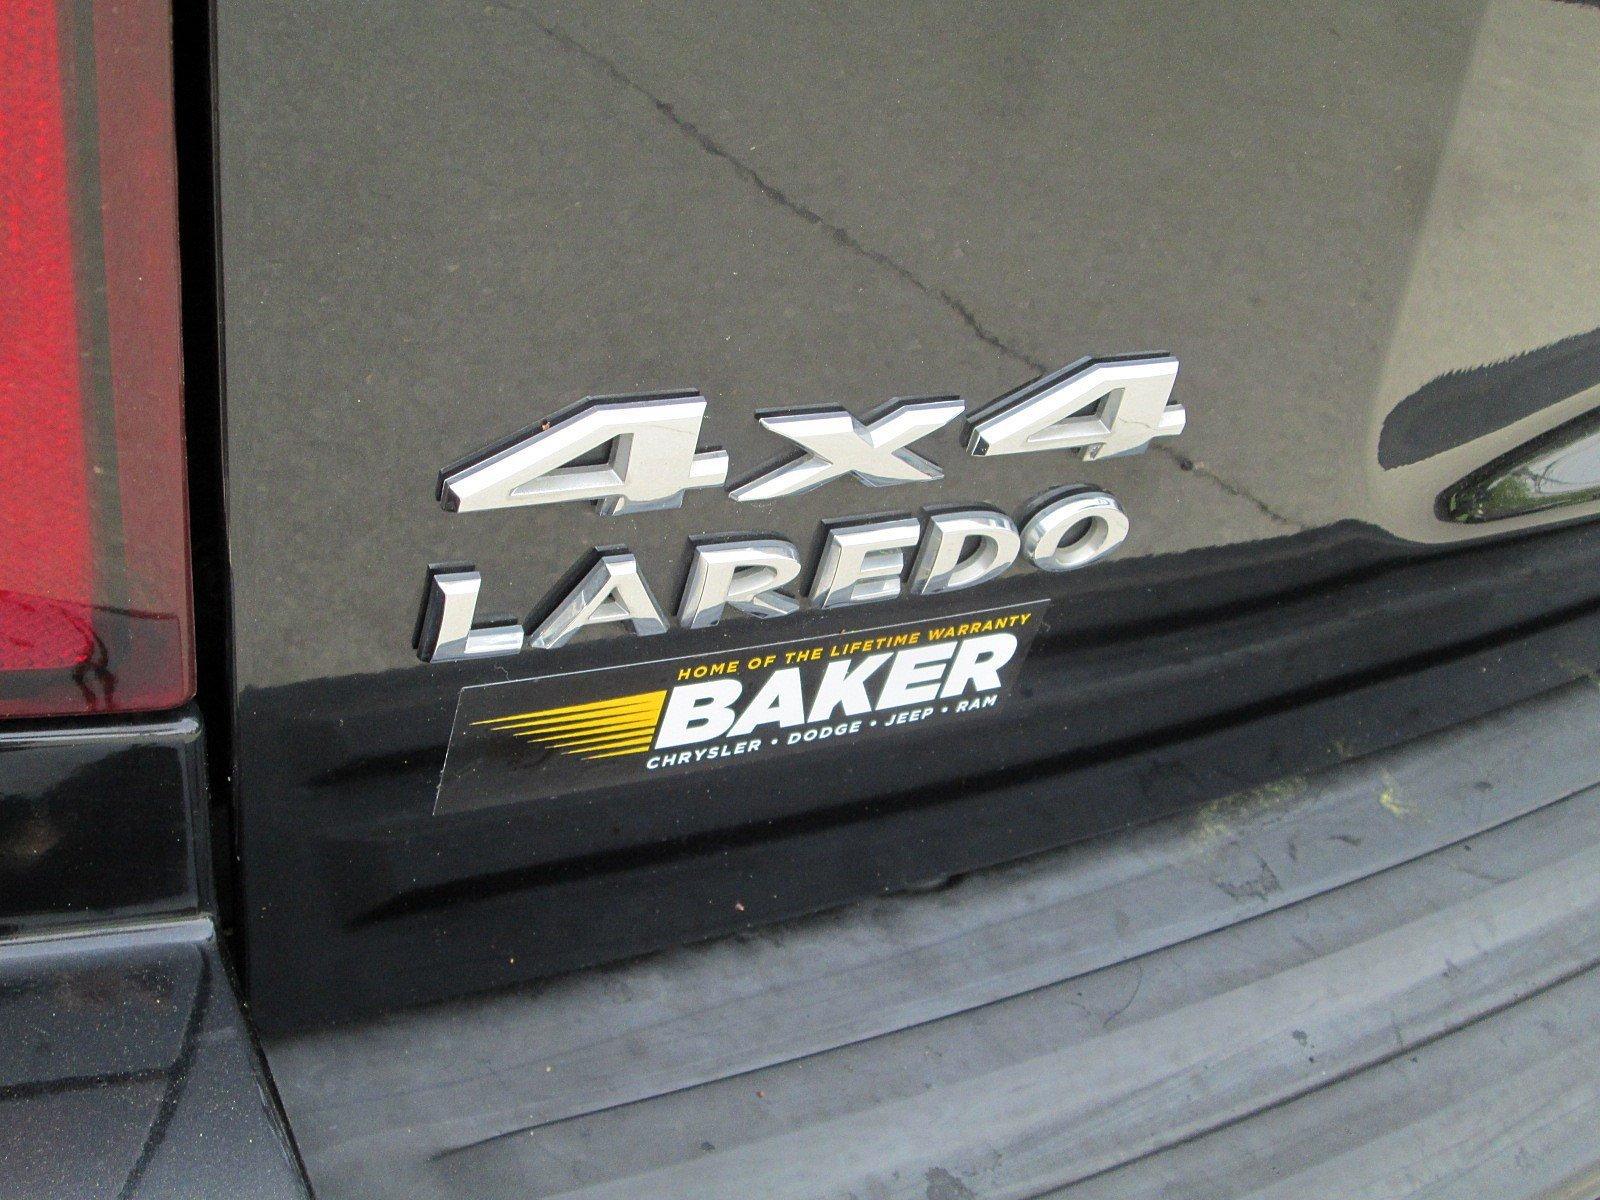 4x4
LAREDO
HOME OF THE LIFETIME WARRANTY
BAKER
CHRYSLER • DODGE • JEEP • RAM